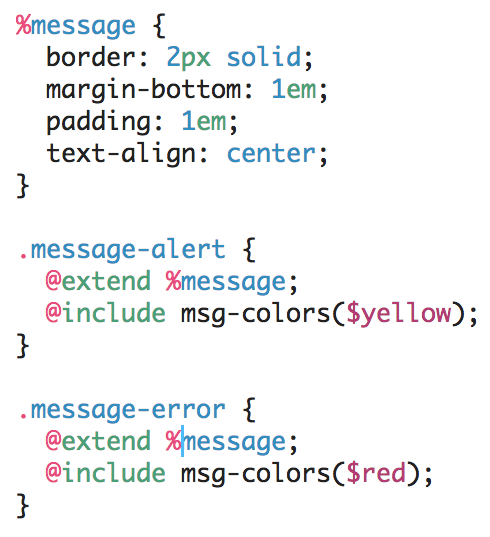 %message {
  border: 2px solid;
  margin-bottom: 1em;
  padding: 1em;
  text-align: center;
}

.message-alert {
  @extend %message;
  @include msg-colors($yellow);
}

.message-error {
  @extend %message;
  @include msg-colors($red);
}